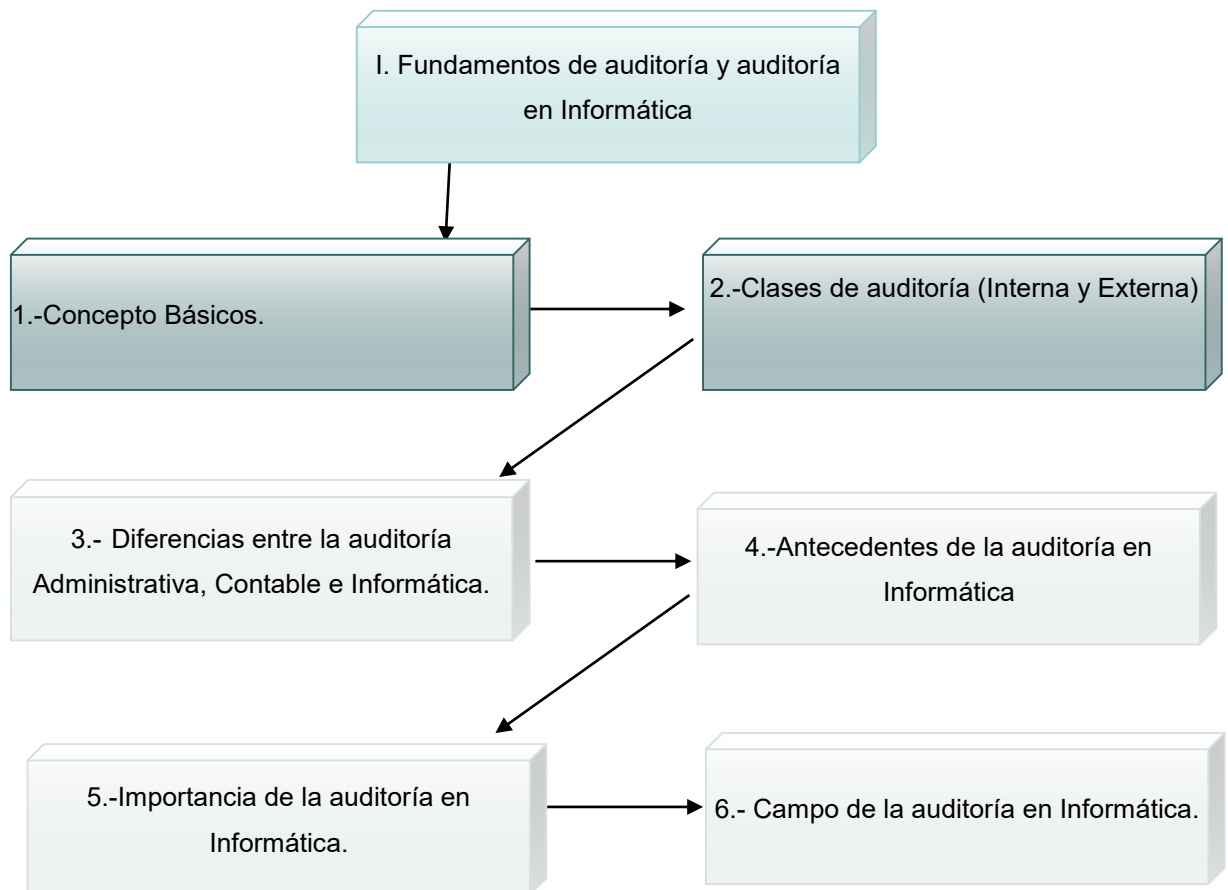 I. Fundamentos de auditoría y auditoría
en Informática
1.-Concepto Básicos.
2.-Clases de auditoría (Interna y Externa)
3.- Diferencias entre la auditoría
Administrativa, Contable e Informática.
4.-Antecedentes de la auditoría en
Informática
5.-Importancia de la auditoría en
Informática.
6.- Campo de la auditoría en Informática.